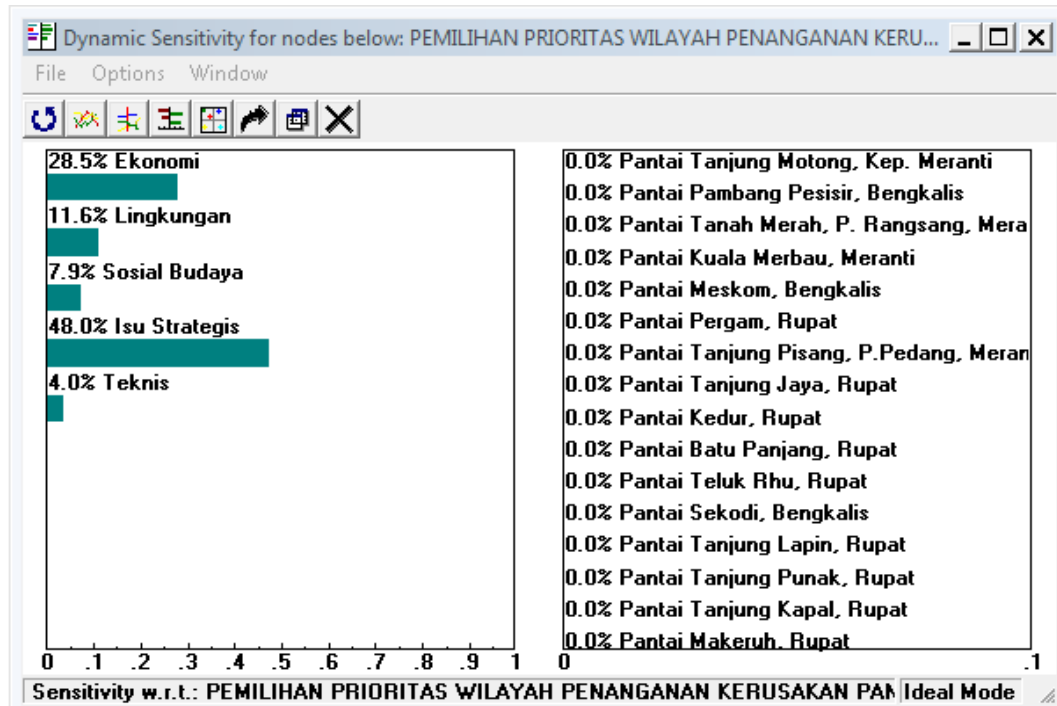 Dynamic Sensitivity for nodes below: PEMILIHAN PRIORITAS WILAYAH PENANGANAN KERU...
File Options Window
28.5% Ekonomi
11.6% Lingkungan
7.9% Sosial Budaya
48.0% Isu Strategis
4.0% Teknis
0 .1 .2 .3 .4 .5 .6 .7 .8 .9 1
0.0% Pantai Tanjung Motong, Kep. Meranti
0.0% Pantai Pambang Pesisir, Bengkalis
0.0% Pantai Tanah Merah, P. Rangsang, Mera
0.0% Pantai Kuala Merbau, Meranti
0.0% Pantai Meskom, Bengkalis
0.0% Pantai Pergam, Rupat
0.0% Pantai Tanjung Pisang, P.Pedang, Meran
0.0% Pantai Tanjung Jaya, Rupat
0.0% Pantai Kedur, Rupat
0.0% Pantai Batu Panjang, Rupat
0.0% Pantai Teluk Rhu, Rupat
0.0% Pantai Sekodi, Bengkalis
0.0% Pantai Tanjung Lapin, Rupat
0.0% Pantai Tanjung Punak, Rupat
0.0% Pantai Tanjung Kapal, Rupat
0.0% Pantai Makeruh, Rupat
0 .1
Sensitivity w.r.t.: PEMILIHAN PRIORITAS WILAYAH PENANGANAN KERUSAKAN PAN Ideal Mode